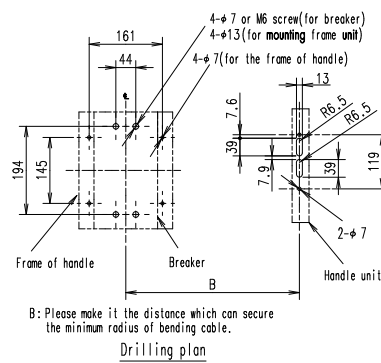 4-φ7 or M6 screw(for breaker)
4-φ13(for mounting frame unit)
4-φ7(for the frame of handle)
161
44
℄
13
R6.5
R6.5
7.6
39
7.9
39
119
194
145
2-φ7
Frame of handle
Breaker
Handle unit
B
B: Please make it the distance which can secure
the minimum radius of bending cable.
Drilling plan